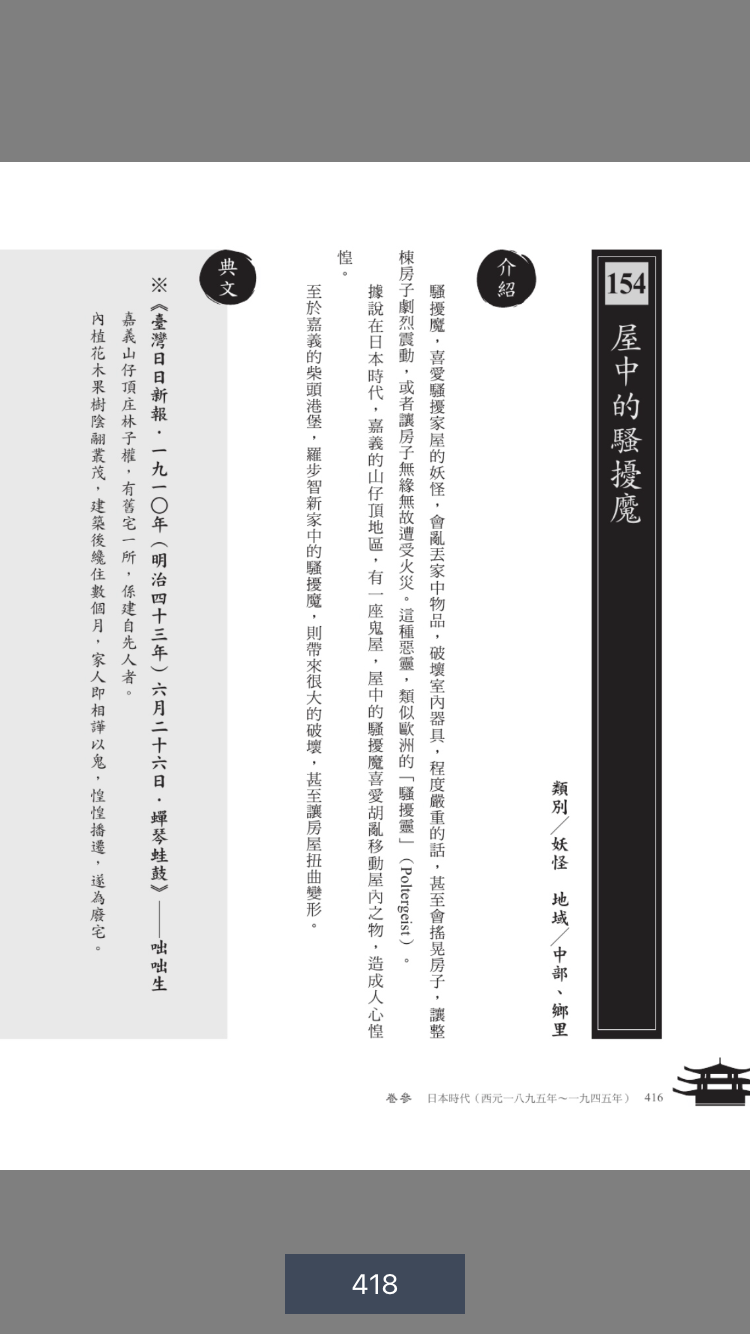 154 屋中的騷擾魔
類別／妖怪　地域／中部、鄉里
介紹
騷擾魔，喜愛騷擾家屋的妖怪，會亂丟家中物品，破壞室內器具，程度嚴重的話，甚至會搖晃房子，讓整
棟房子劇烈震動，或者讓房子無緣無故遭受火災。這種惡靈，類似歐洲的「騷擾靈」（Poltergeist）。
據說在日本時代，嘉義的山仔頂地區，有一座鬼屋，屋中的騷擾魔喜愛胡亂移動屋內之物，造成人心惶
惶。
至於嘉義的柴頭港堡，羅步智新家中的騷擾魔，則帶來很大的破壞，甚至讓房屋扭曲變形。
典文
※《臺灣日日新報．一九一〇年（明治四十三年）六月二十六日．蟬琴蛙鼓》——咄咄生
嘉義山仔頂庄林子權，有舊宅一所，係建自先人者。
內植花木果樹陰翩叢茂，建築後纔住數個月，家人即相譁以鬼，惶惶播遷，遂為廢宅。
卷參　日本時代（西元一八九五年～一九四五年）　416
418